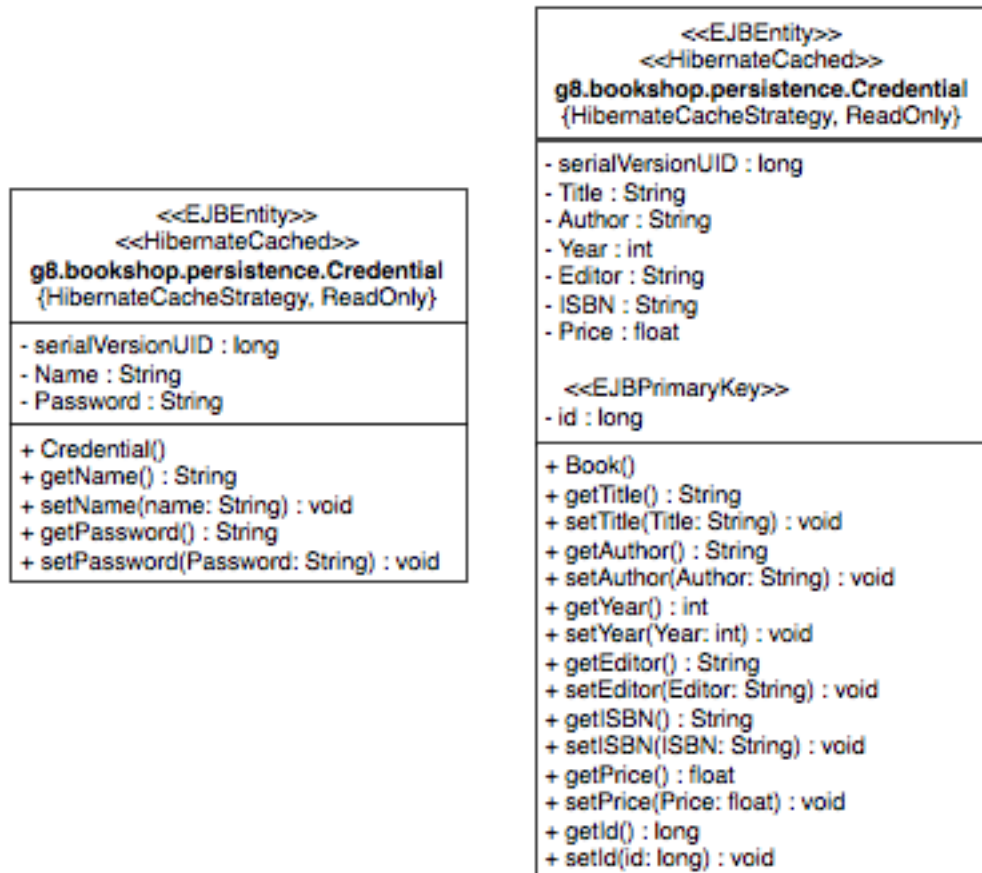 <<EJBEntity>>
<<HibernateCached>>
g8.bookshop.persistence.Credential
{HibernateCacheStrategy, ReadOnly}
- serialVersionUID : long
- Name : String
- Password : String
+ Credential()
+ getName() : String
+ setName(name: String) : void
+ getPassword() : String
+ setPassword(Password: String) : void
<<EJBEntity>>
<<HibernateCached>>
g8.bookshop.persistence.Credential
{HibernateCacheStrategy, ReadOnly}
- serialVersionUID : long
- Title : String
- Author : String
- Year : int
- Editor : String
- ISBN : String
- Price : float
<<EJBPrimaryKey>>
- id : long
+ Book()
+ getTitle() : String
+ setTitle(Title: String) : void
+ getAuthor() : String
+ setAuthor(Author: String) : void
+ getYear() : int
+ setYear(Year: int) : void
+ getEditor() : String
+ setEditor(Editor: String) : void
+ getISBN() : String
+ setISBN(ISBN: String) : void
+ getPrice() : float
+ setPrice(Price: float) : void
+ getId() : long
+ setId(id: long) : void